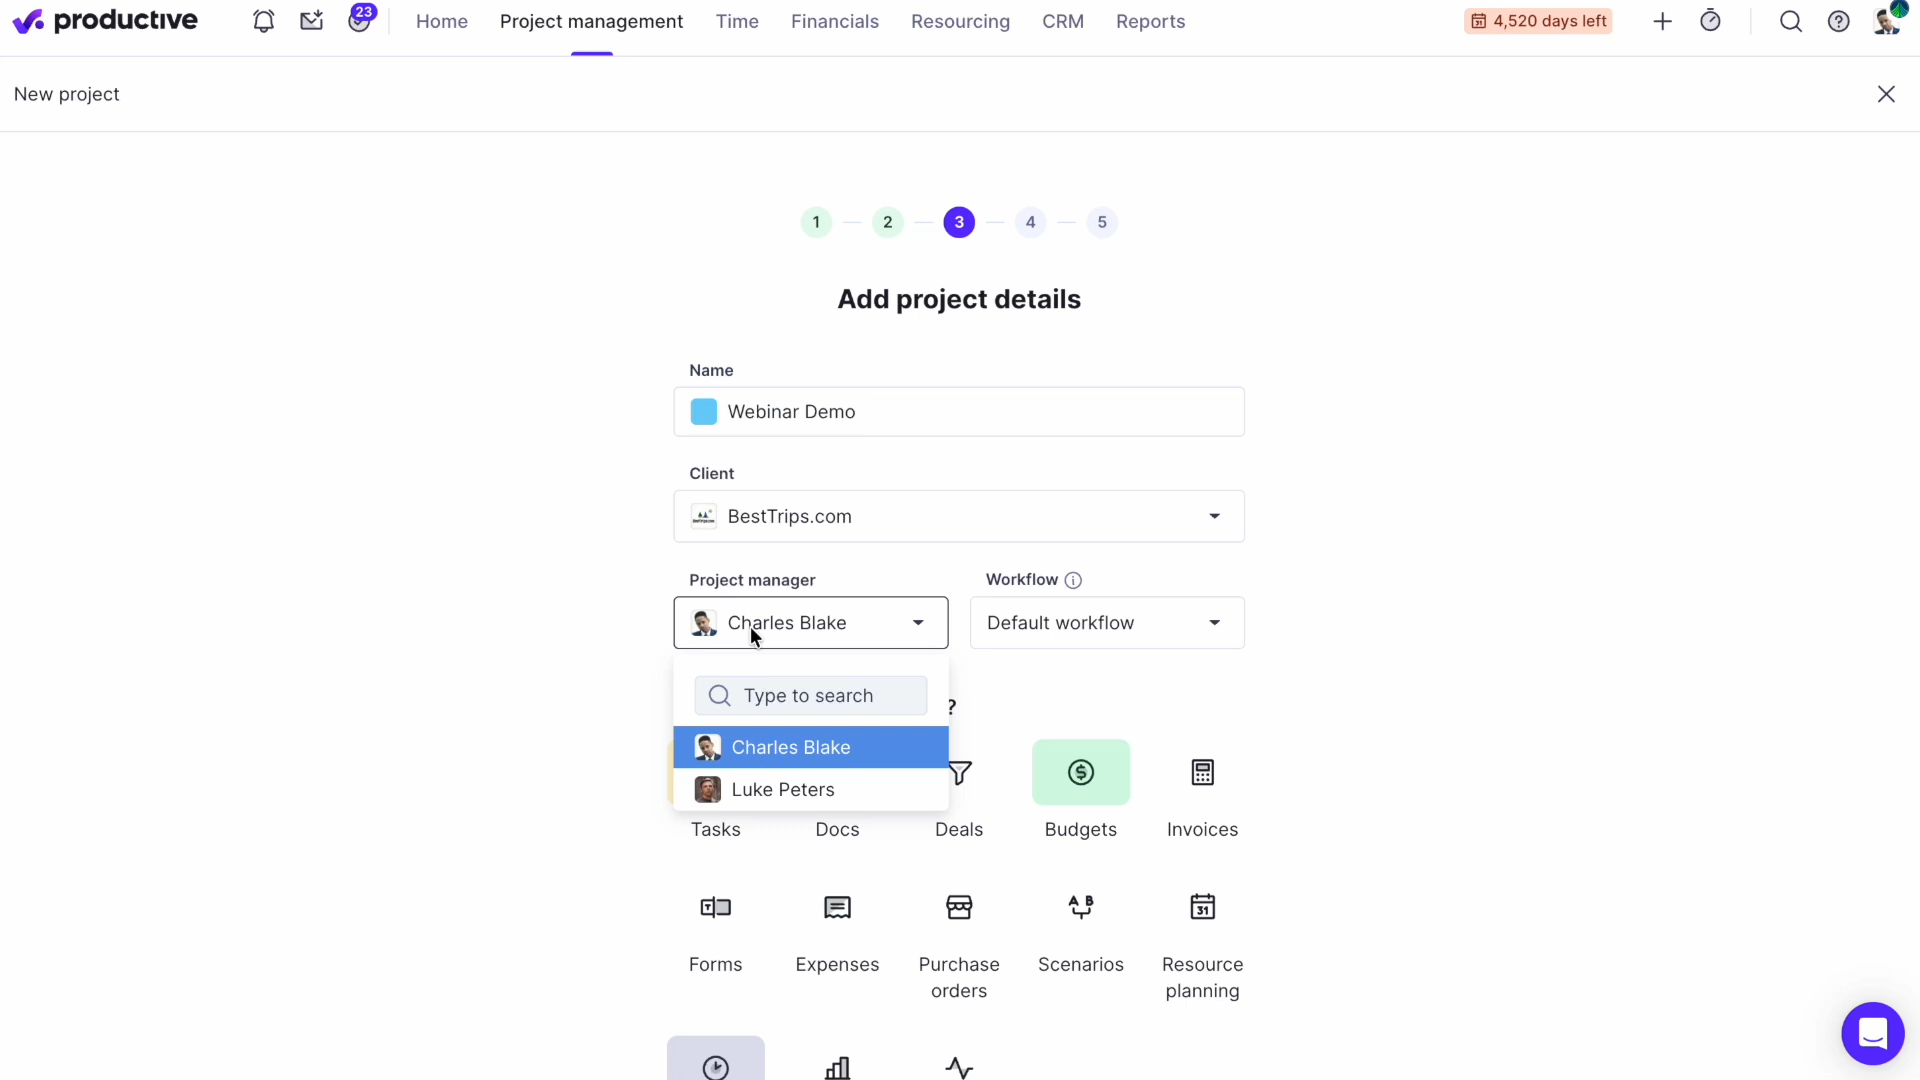 productive
23
Home
Project management
Time
Financials
Resourcing
CRM
Reports
4,520 days left
New project
1
2
3
4
5
Add project details
Name
Webinar Demo
Client
BestTrips.com
Project manager
Workflow
Charles Blake
Default workflow
Type to search
?
Charles Blake
Luke Peters
Tasks
Docs
Deals
Budgets
Invoices
A B
31
Forms
Expenses
Purchase
orders
Scenarios
Resource
planning